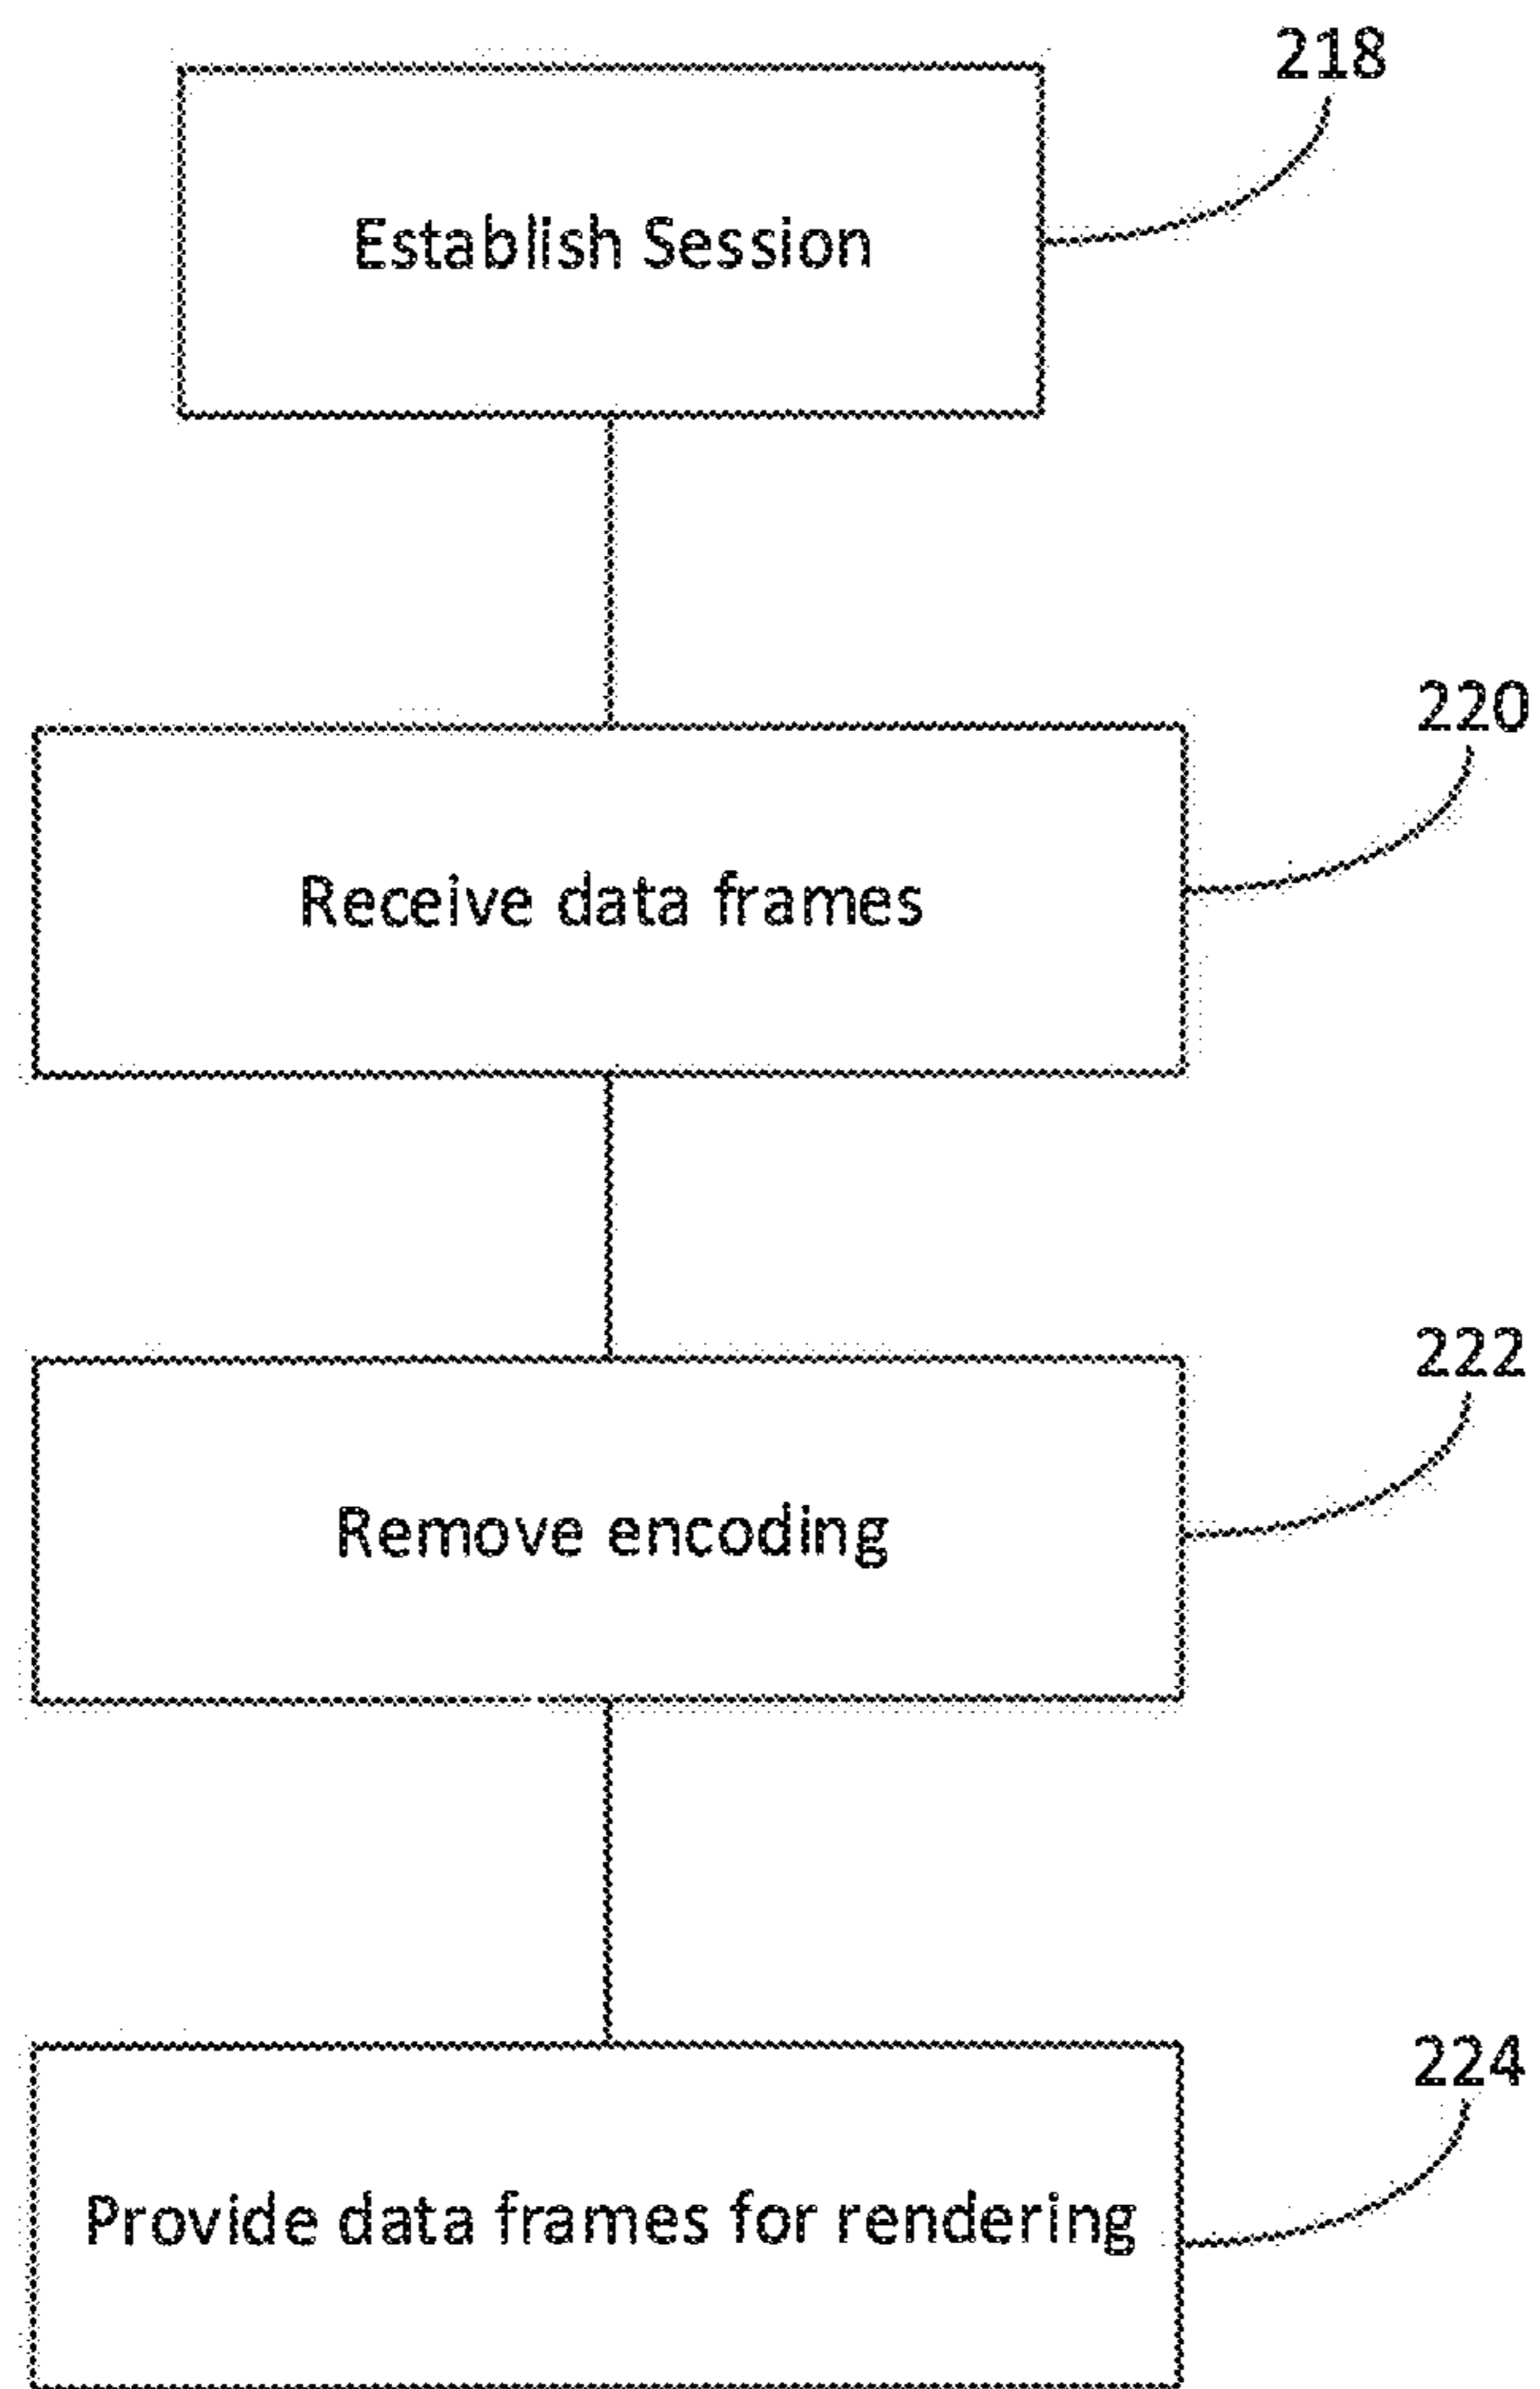 218
Establish Session
220
Receive data frames
222
Remove encoding
224
Provide data frames for rendering